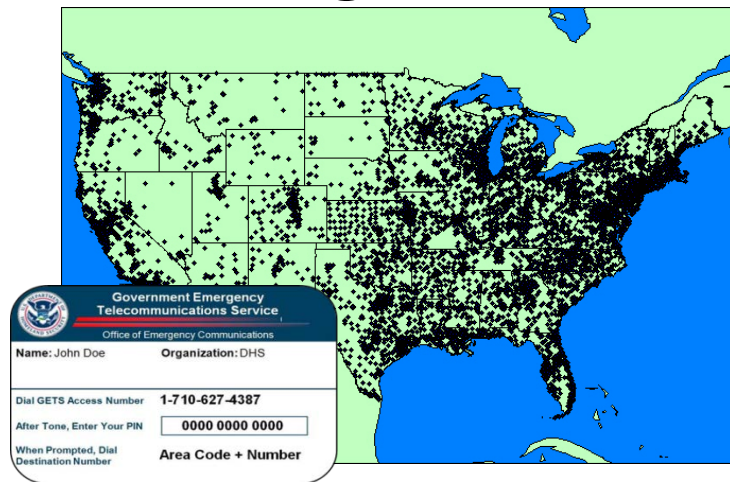 Government Emergency
Telecommunications Service
Office of Emergency Communications
Name: John Doe Organization: DHS
Dial GETS Access Number 1-710-627-4387
After Tone, Enter Your PIN 0000 0000 0000
When Prompted, Dial
Destination Number Area Code + Number